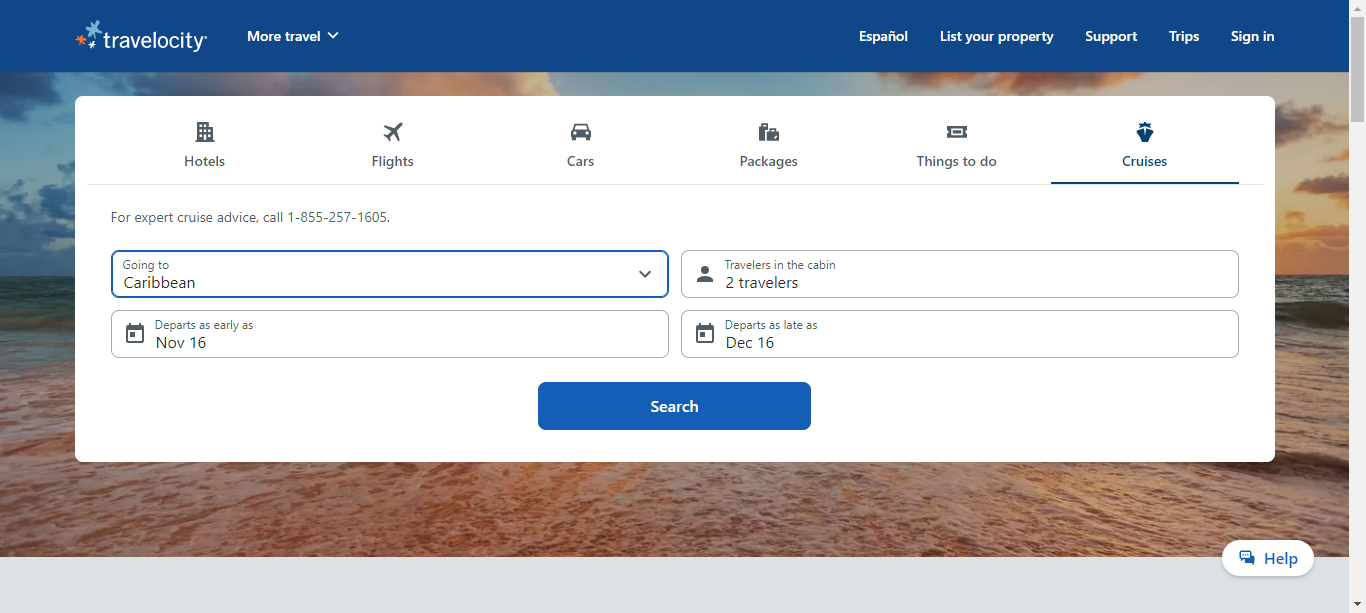 travelocity
More travel
Español
List your property
Support
Trips
Sign in
Hotels
Flights
Cars
Packages
Things to do
Cruises
For expert cruise advice, call 1-855-257-1605.
Going to
Caribbean
Travelers in the cabin
2 travelers
Departs as early as
Nov 16
Departs as late as
Dec 16
Search
Help